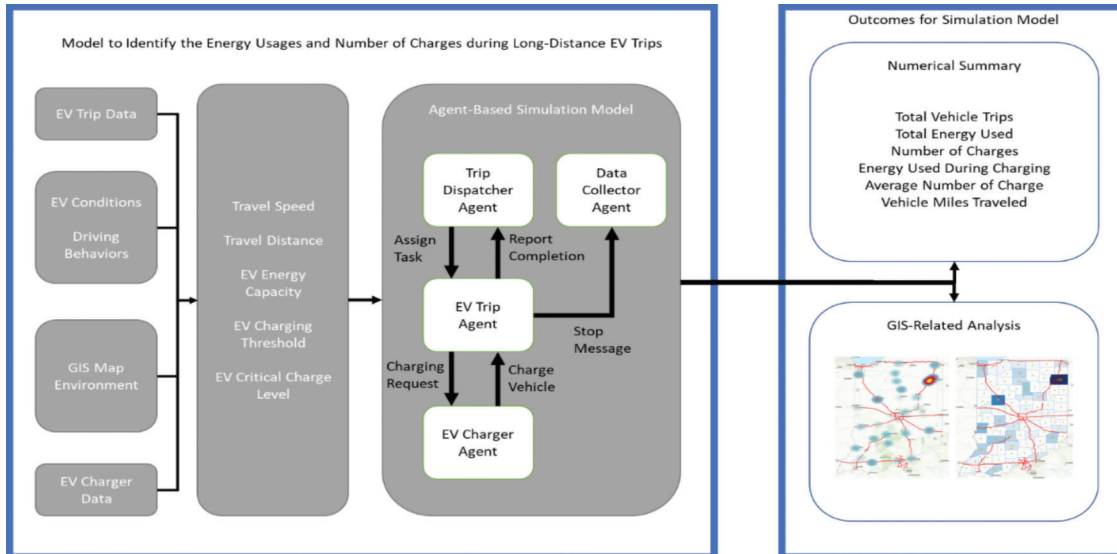 Model to Identify the Energy Usages and Number of Charges during Long-Distance EV Trips
EV Trip Data
EV Conditions
Driving
Behaviors
GIS Map
Environment
EV Charger
Data
Travel Speed
Travel Distance
EV Energy
Capacity
EV Charging
Threshold
EV Critical Charge
Level
Agent-Based Simulation Model
Trip
Dispatcher
Agent
Data
Collector
Agent
Assign
Task
Report
Completion
EV Trip
Agent
Stop
Message
Charging
Request
Charge
Vehicle
EV Charger
Agent
Outcomes for Simulation Model
Numerical Summary
Total Vehicle Trips
Total Energy Used
Number of Charges
Energy Used During Charging
Average Number of Charge
Vehicle Miles Traveled
GIS-Related Analysis